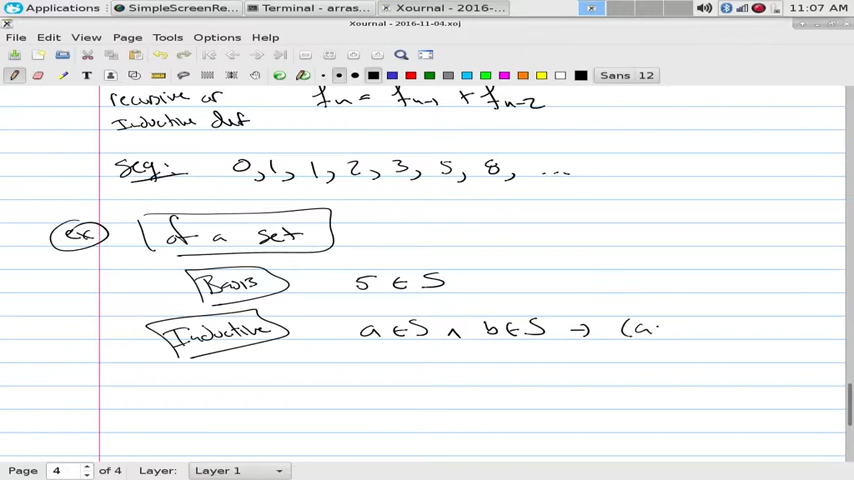 Applications SimpleScreenRe... Terminal - arras... Xournal - 2016-... 11:07 AM
Xournal - 2016-11-04.xoj
File Edit View Page Tools Options Help
Sans 12
recursive or fn = fn-1 + fn-2
Inductive def
seq: 0, 1, 1, 2, 3, 5, 8, ...
ex of a set
Basis 5 ∈ S
Inductive a ∈ S ∧ b ∈ S → (a
Page 4 of 4 Layer: Layer 1